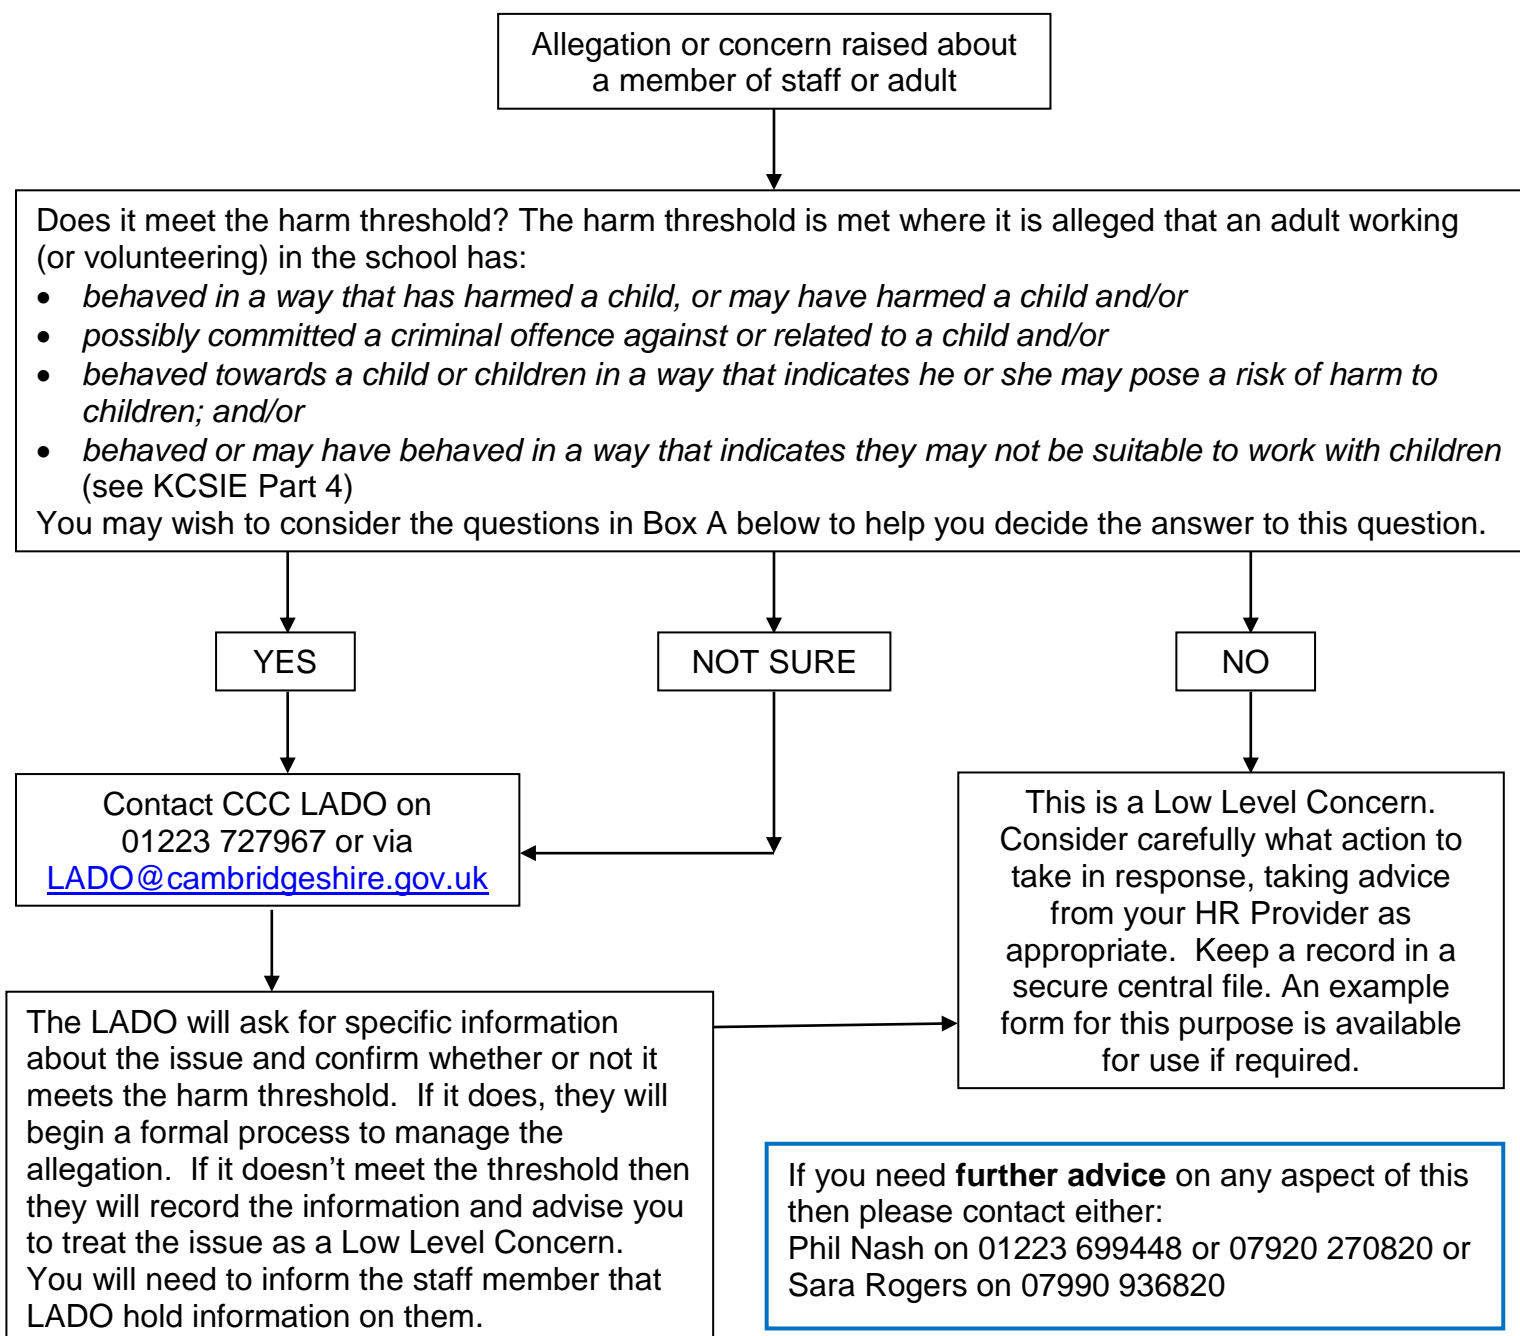 Allegation or concern raised about
a member of staff or adult
Does it meet the harm threshold? The harm threshold is met where it is alleged that an adult working
(or volunteering) in the school has:
• behaved in a way that has harmed a child, or may have harmed a child and/or
• possibly committed a criminal offence against or related to a child and/or
• behaved towards a child or children in a way that indicates he or she may pose a risk of harm to
children; and/or
• behaved or may have behaved in a way that indicates they may not be suitable to work with children
(see KCSIE Part 4)
You may wish to consider the questions in Box A below to help you decide the answer to this question.
YES
NOT SURE
NO
Contact CCC LADO on
01223 727967 or via
LADO@cambridgeshire.gov.uk
This is a Low Level Concern.
Consider carefully what action to
take in response, taking advice
from your HR Provider as
appropriate.  Keep a record in a
secure central file. An example
form for this purpose is available
for use if required.
The LADO will ask for specific information
about the issue and confirm whether or not it
meets the harm threshold.  If it does, they will
begin a formal process to manage the
allegation.  If it doesn’t meet the threshold then
they will record the information and advise you
to treat the issue as a Low Level Concern.
You will need to inform the staff member that
LADO hold information on them.
If you need further advice on any aspect of this
then please contact either:
Phil Nash on 01223 699448 or 07920 270820 or
Sara Rogers on 07990 936820